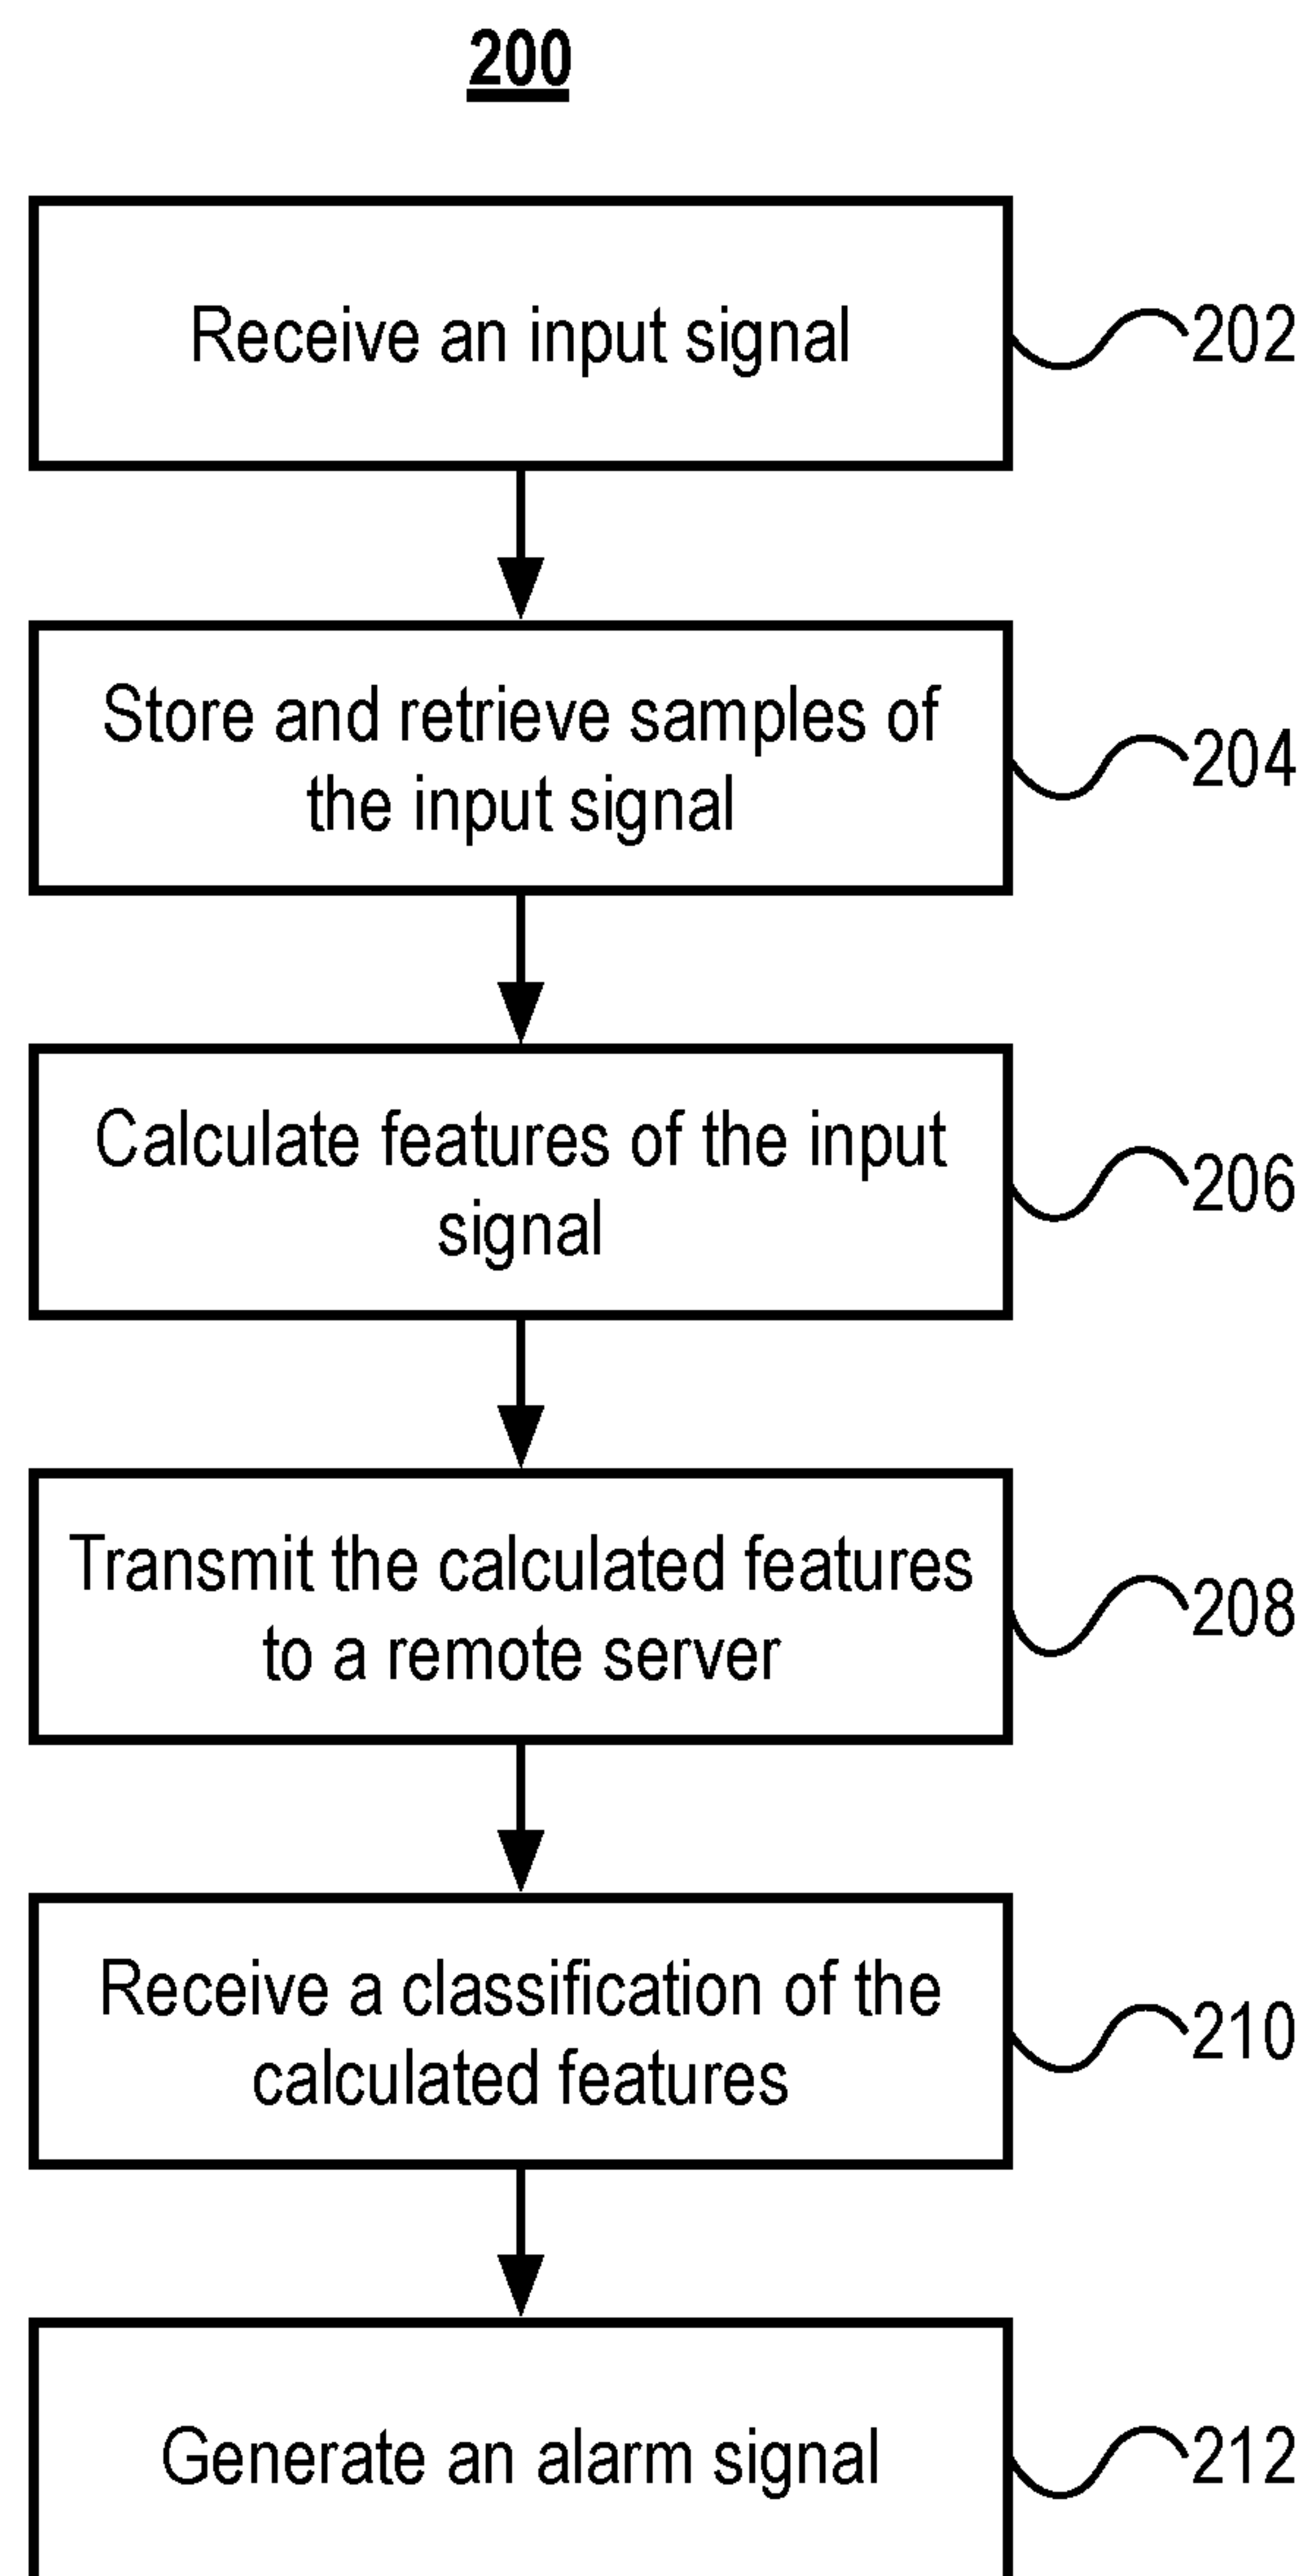 200
Receive an input signal
202
Store and retrieve samples of
the input signal
204
Calculate features of the input
signal
206
Transmit the calculated features
to a remote server
208
Receive a classification of the
calculated features
210
Generate an alarm signal
212